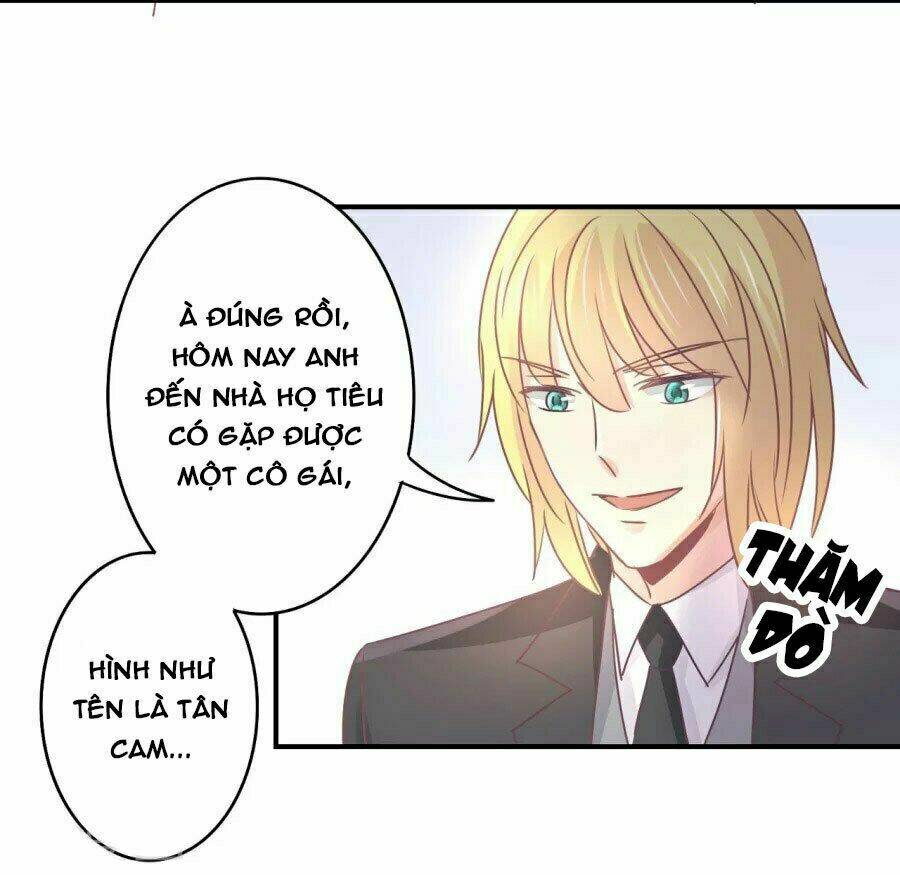 À ĐÚNG RỒI,
HÔM NAY ANH
ĐẾN NHÀ HỌ TIÊU
CÓ GẶP ĐƯỢC
MỘT CÔ GÁI,
THĂM
DÒ
HÌNH NHƯ
TÊN LÀ TÂN
CAM...